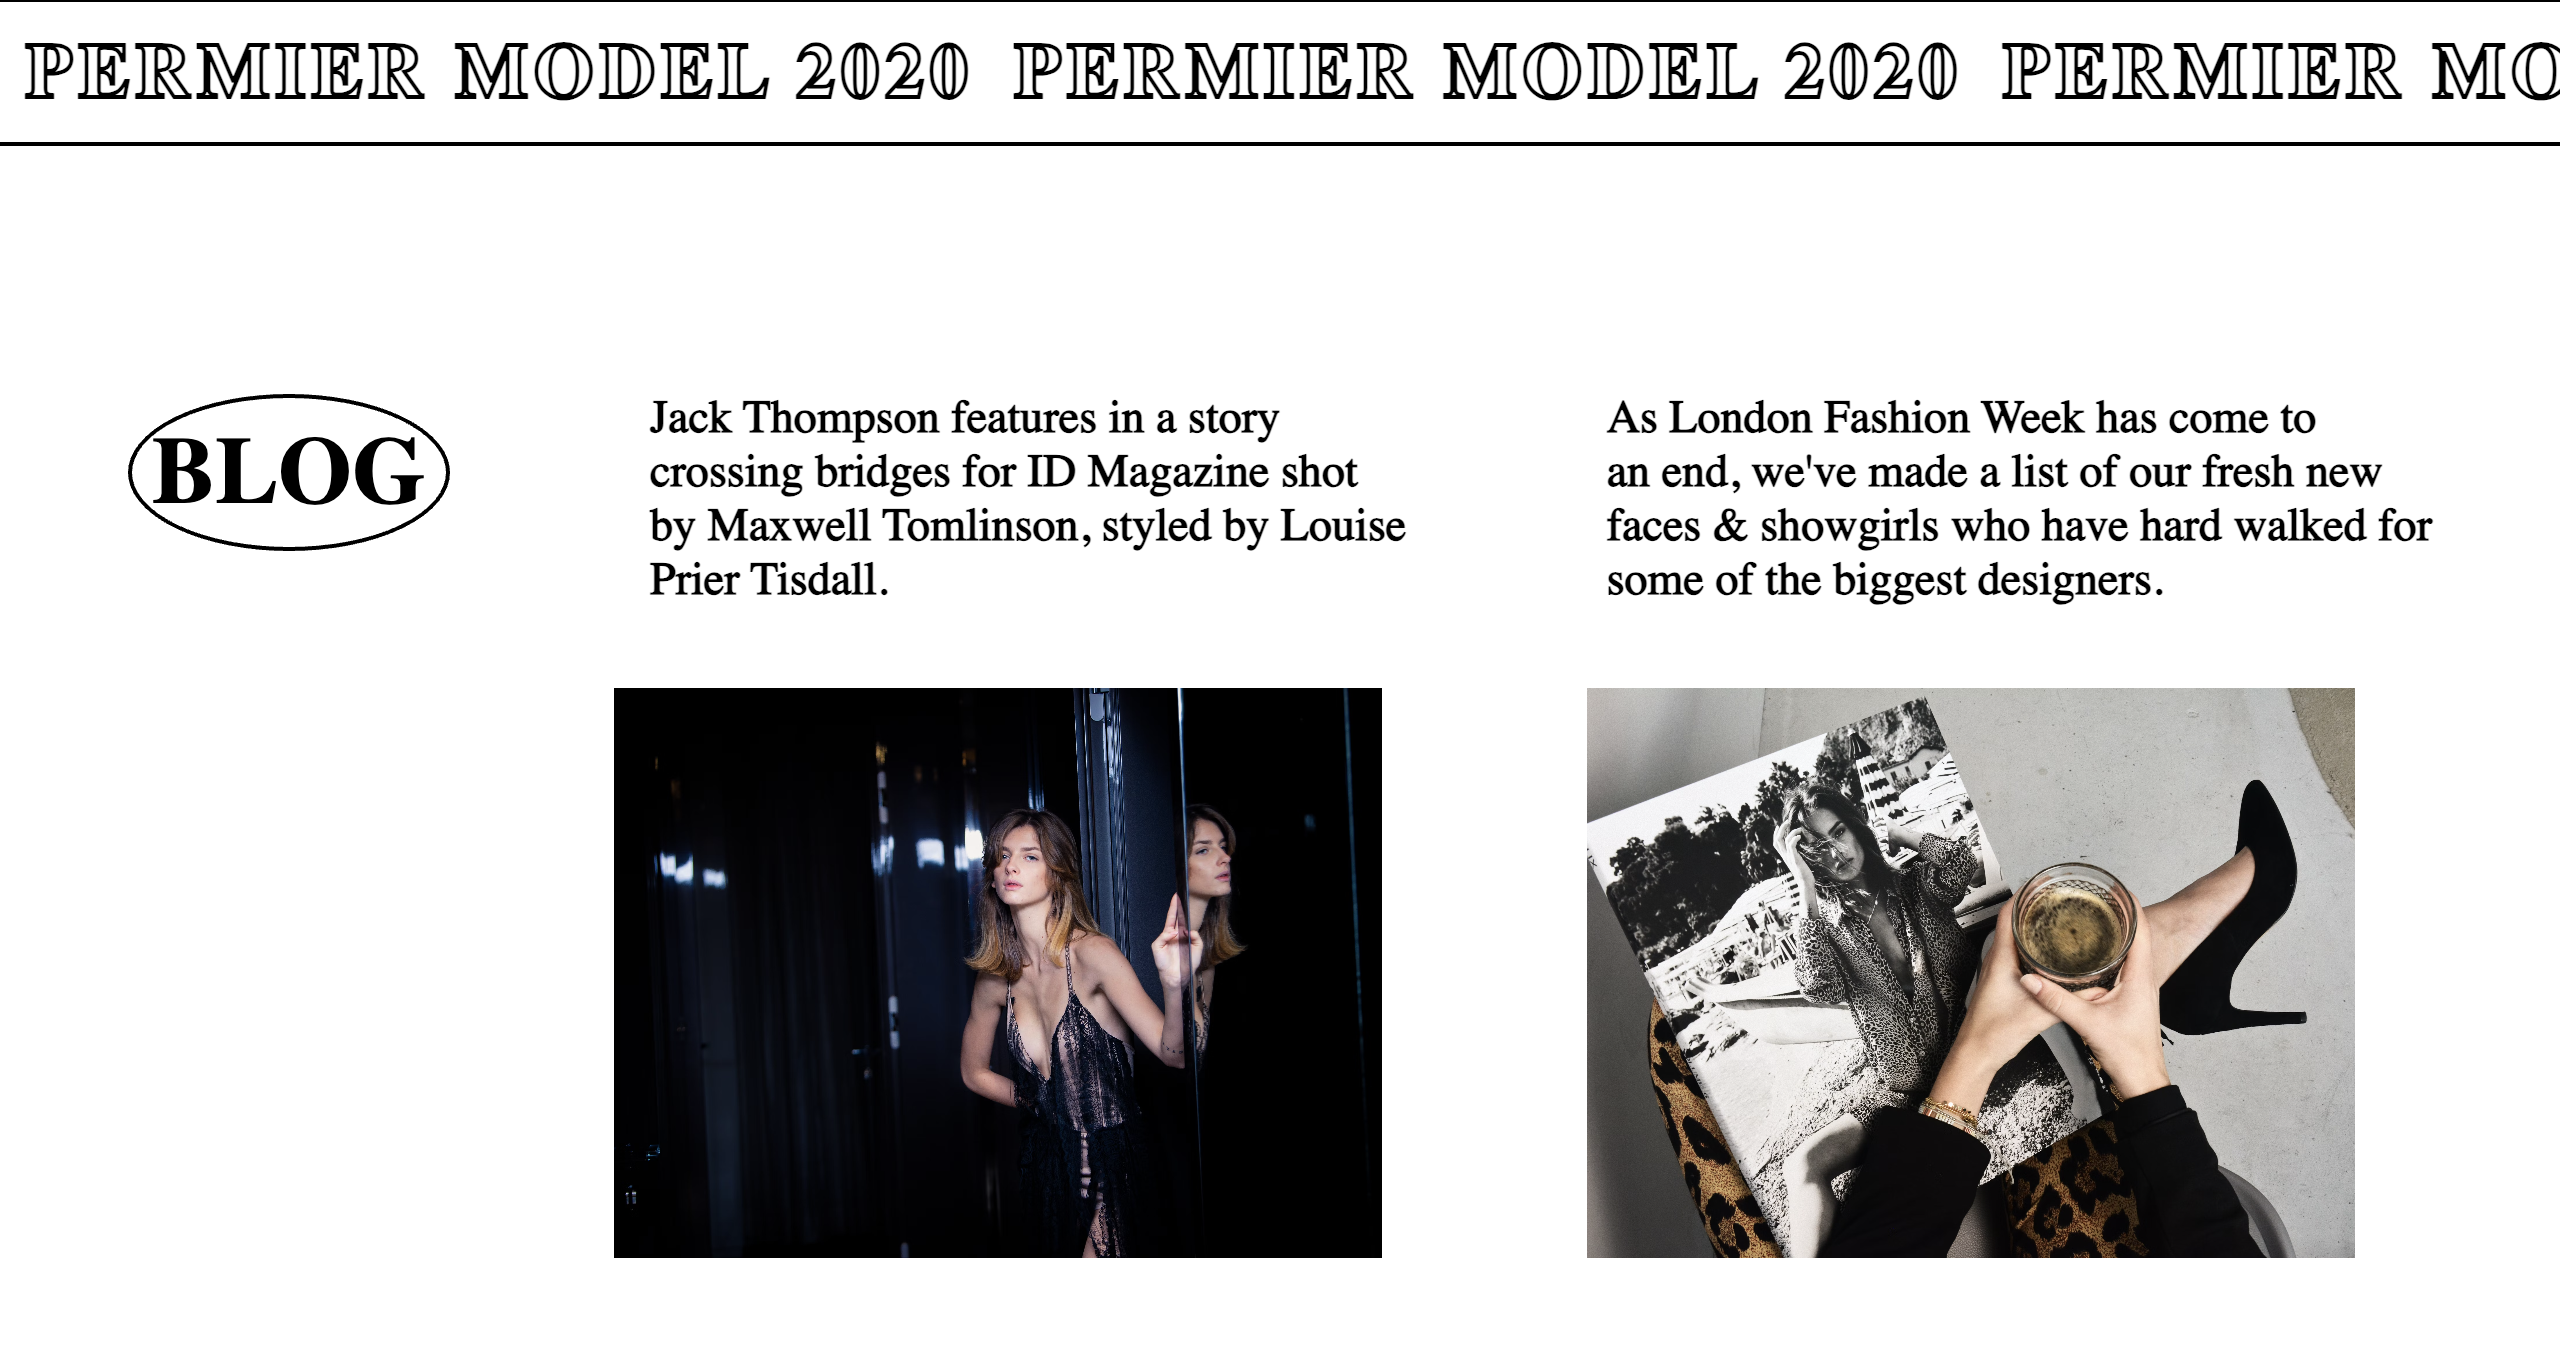 PERMIER MODEL 2020 PERMIER MODEL 2020 PERMIER MO
BLOG
Jack Thompson features in a story
crossing bridges for ID Magazine shot
by Maxwell Tomlinson, styled by Louise
Prier Tisdall.
As London Fashion Week has come to
an end, we've made a list of our fresh new
faces & showgirls who have hard walked for
some of the biggest designers.